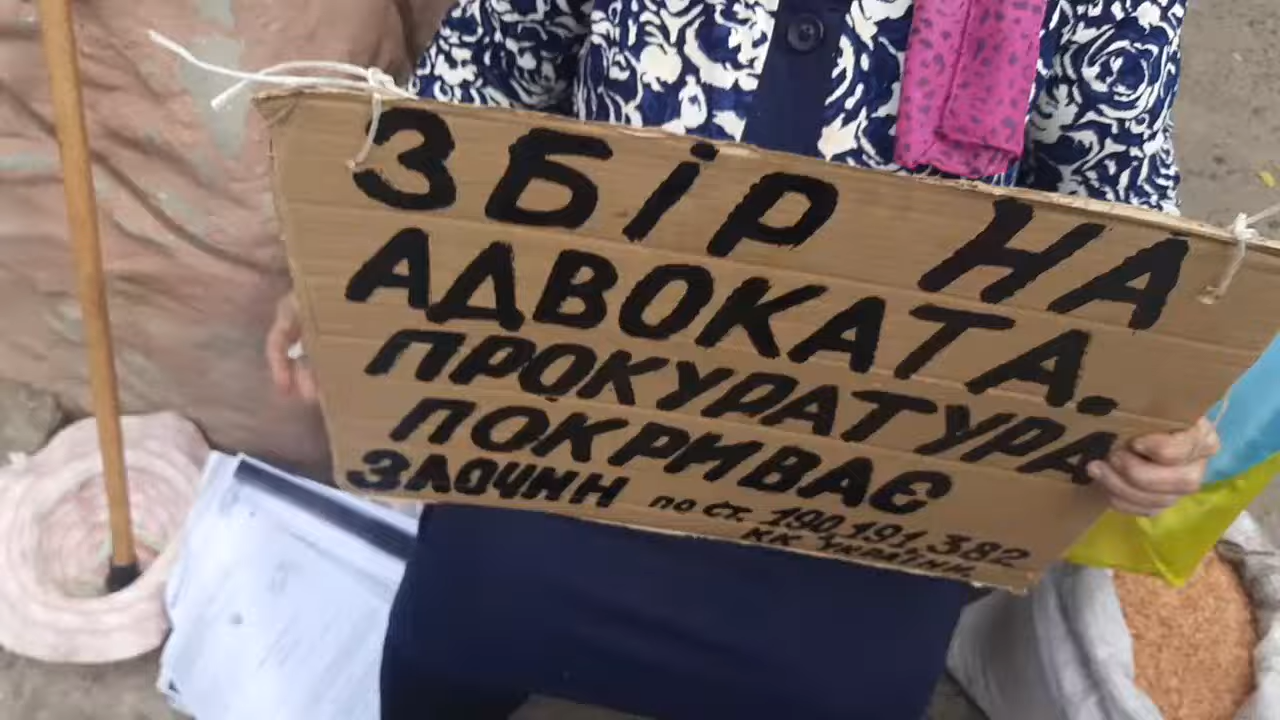 ЗБІР НА
АДВОКАТА.
ПРОКУРАТУРА
ПОКРИВАЄ
ЗЛОЧИН по ст. 190,191,382
КК УКРАЇНИ